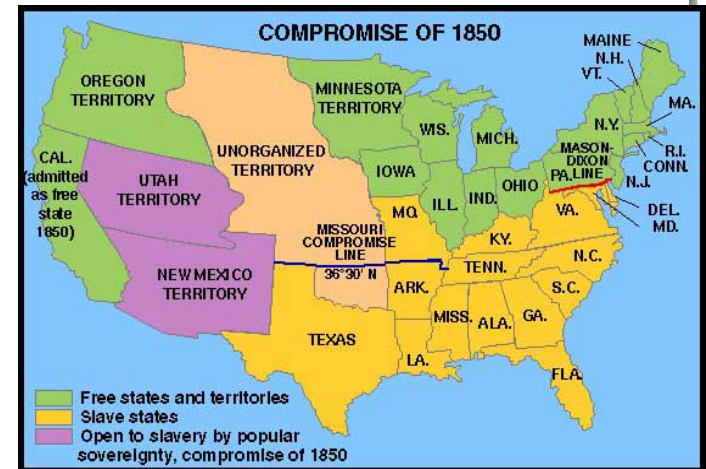 COMPROMISE OF 1850
MAINE
N.H.
VT.
OREGON
TERRITORY
MINNESOTA
TERRITORY
MA.
WIS.
MICH.
N.Y.
UNORGANIZED
TERRITORY
MASON-
DIXON
LINE
PA.
R.I.
CONN.
N.J.
CAL.
(admitted
as free
state
1850)
UTAH
TERRITORY
IOWA
ILL.
IND.
OHIO
DEL.
MD.
MO.
VA.
MISSOURI
COMPROMISE
LINE
36°30' N
KY.
NEW MEXICO
TERRITORY
TENN.
N.C.
ARK.
S.C.
TEXAS
MISS.
ALA.
GA.
LA.
FLA.
Free states and territories
Slave states
Open to slavery by popular
sovereignty, compromise of 1850